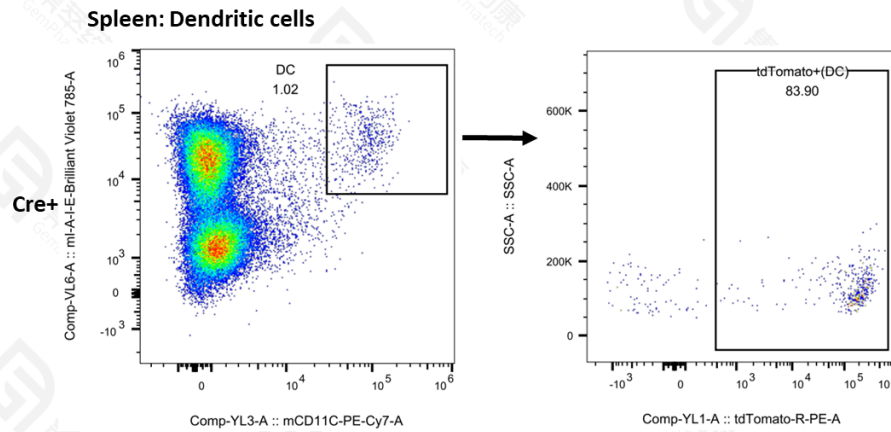 Spleen: Dendritic cells
Cre+
Comp-VL6-A :: mI-A-I-E-Brilliant Violet 785-A
10^6
10^5
10^4
10^3
0
-10^3
DC
1.02
0
10^4
10^5
10^6
Comp-YL3-A :: mCD11C-PE-Cy7-A
SSC-A :: SSC-A
600K
400K
200K
0
tdTomato+(DC)
83.90
-10^3
0
10^3
10^4
10^5
Comp-YL1-A :: tdTomato-R-PE-A